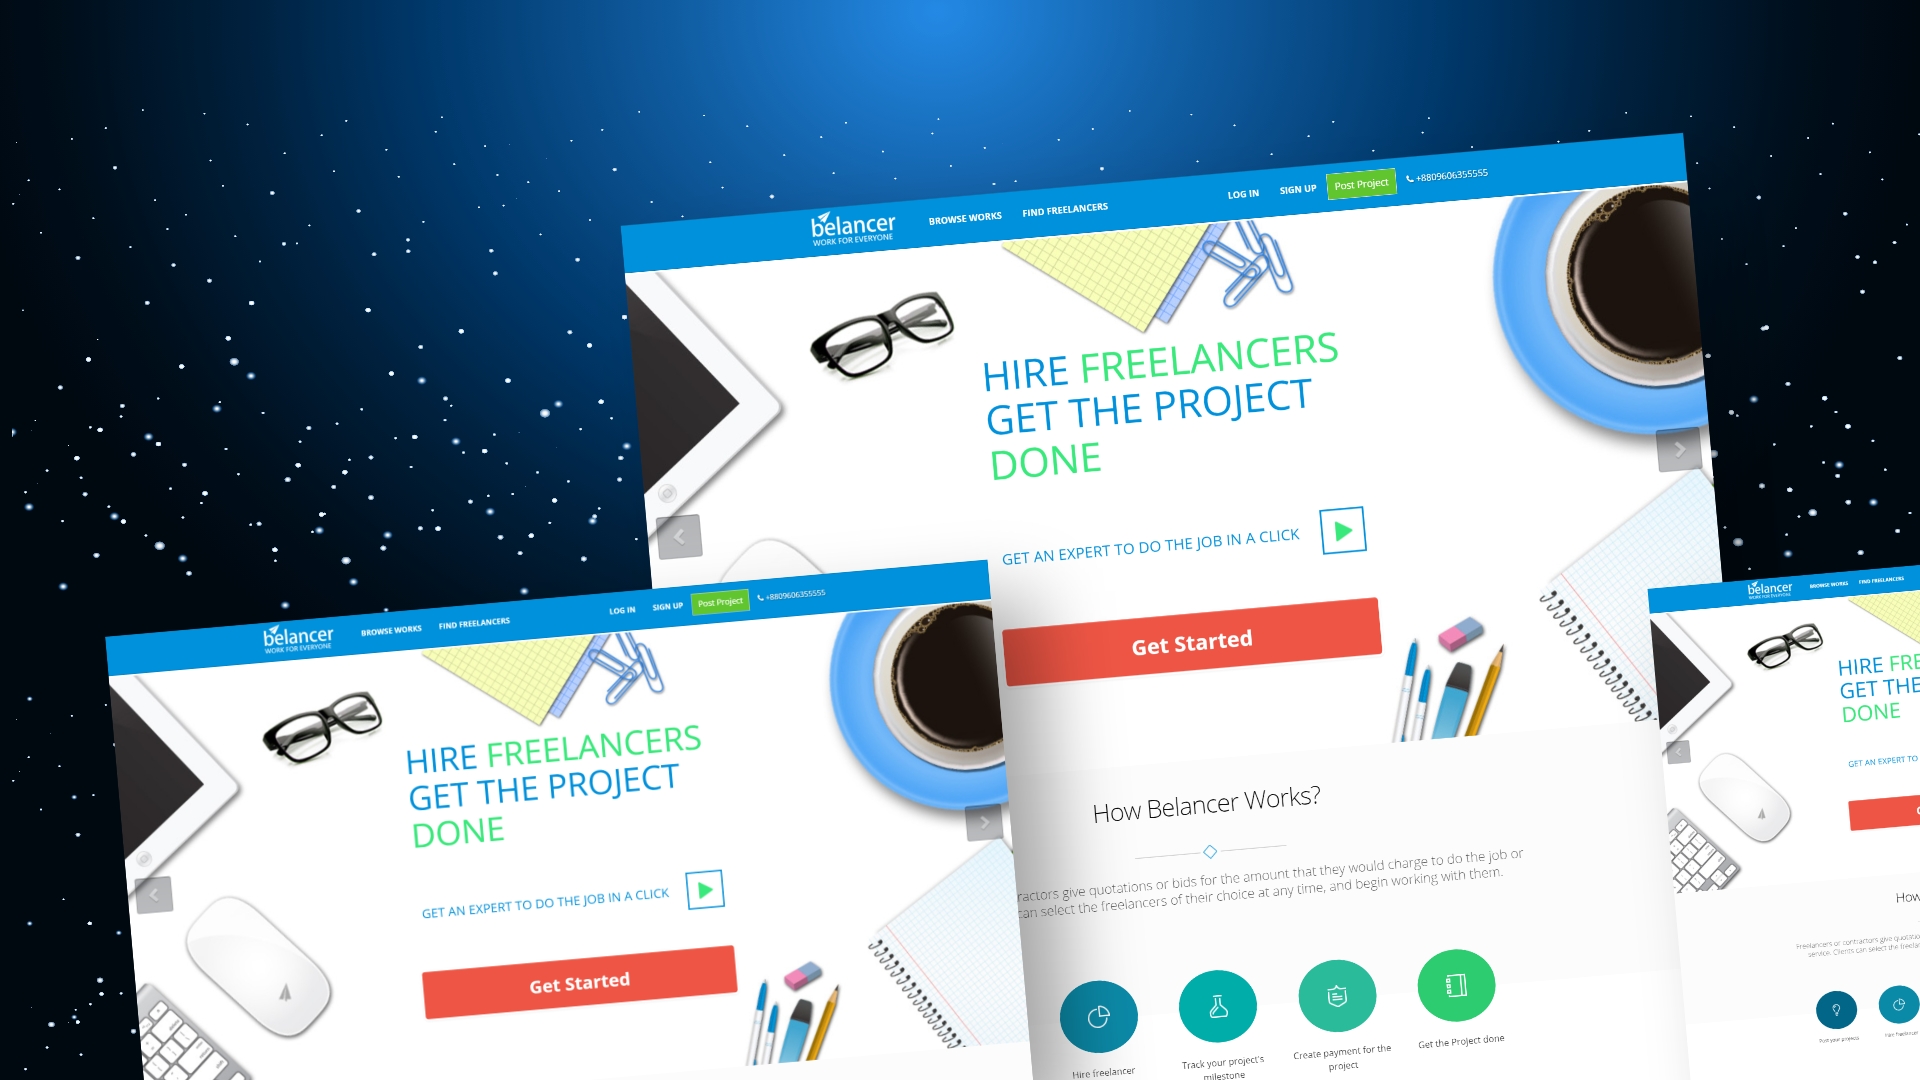 belancer
WORK FOR EVERYONE
BROWSE WORKS
FIND FREELANCERS
LOG IN
SIGN UP
Post Project
+8809606355555
HIRE FREELANCERS
GET THE PROJECT
DONE
GET AN EXPERT TO DO THE JOB IN A CLICK
Get Started
How Belancer Works?
ractors give quotations or bids for the amount that they would charge to do the job or
can select the freelancers of their choice at any time, and begin working with them.
Hire freelancer
Track your project's
milestone
Create payment for the
project
Get the Project done
belancer
WORK FOR EVERYONE
BROWSE WORKS
FIND FREELANCERS
LOG IN
SIGN UP
Post Project
+8809606355555
HIRE FREELANCERS
GET THE PROJECT
DONE
GET AN EXPERT TO DO THE JOB IN A CLICK
Get Started
belancer
WORK FOR EVERYONE
BROWSE WORKS
FIND FREELANCERS
HIRE FRE
GET THE
DONE
GET AN EXPERT TO
How
Freelancers or contractors give quotatio
service. Clients can select the freelan
Post your projects
Hire freelancer